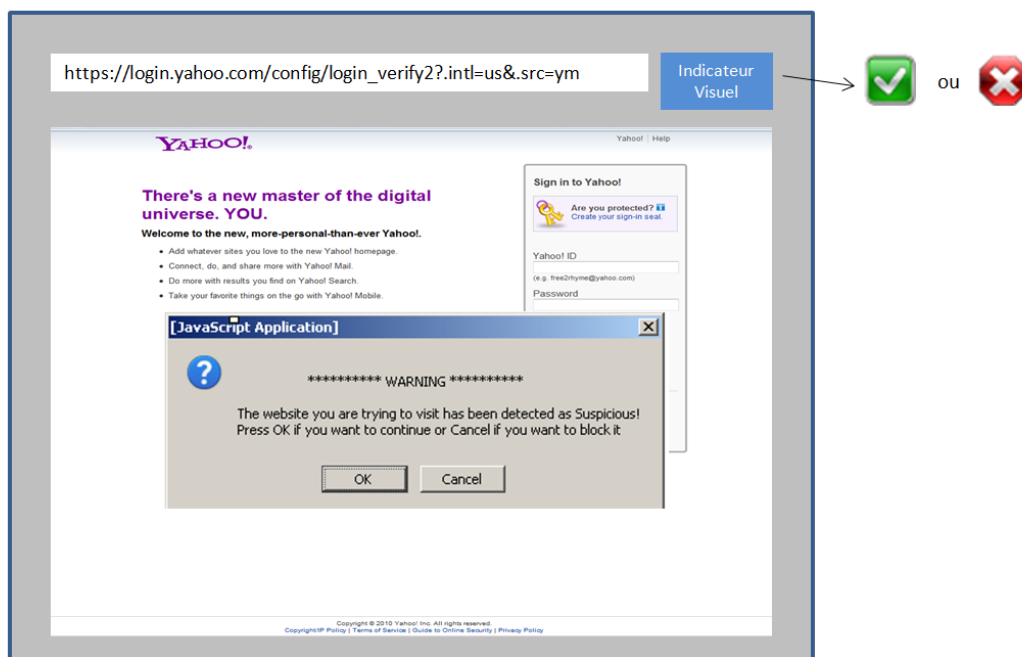 https://login.yahoo.com/config/login_verify2?.intl=us&.src=ym
Indicateur
Visuel
ou
YAHOO!.
Yahoo! | Help
There's a new master of the digital
universe. YOU.
Welcome to the new, more-personal-than-ever Yahoo!.
• Add whatever sites you love to the new Yahoo! homepage.
• Connect, do, and share more with Yahoo! Mail.
• Do more with results you find on Yahoo! Search.
• Take your favorite things on the go with Yahoo! Mobile.
Sign in to Yahoo!
Are you protected?
Create your sign-in seal.
Yahoo! ID
(e.g. free2rhyme@yahoo.com)
Password
[JavaScript Application]
********** WARNING **********
The website you are trying to visit has been detected as Suspicious!
Press OK if you want to continue or Cancel if you want to block it
OK
Cancel
Copyright © 2010 Yahoo! Inc. All rights reserved.
Copyright/IP Policy | Terms of Service | Guide to Online Security | Privacy Policy